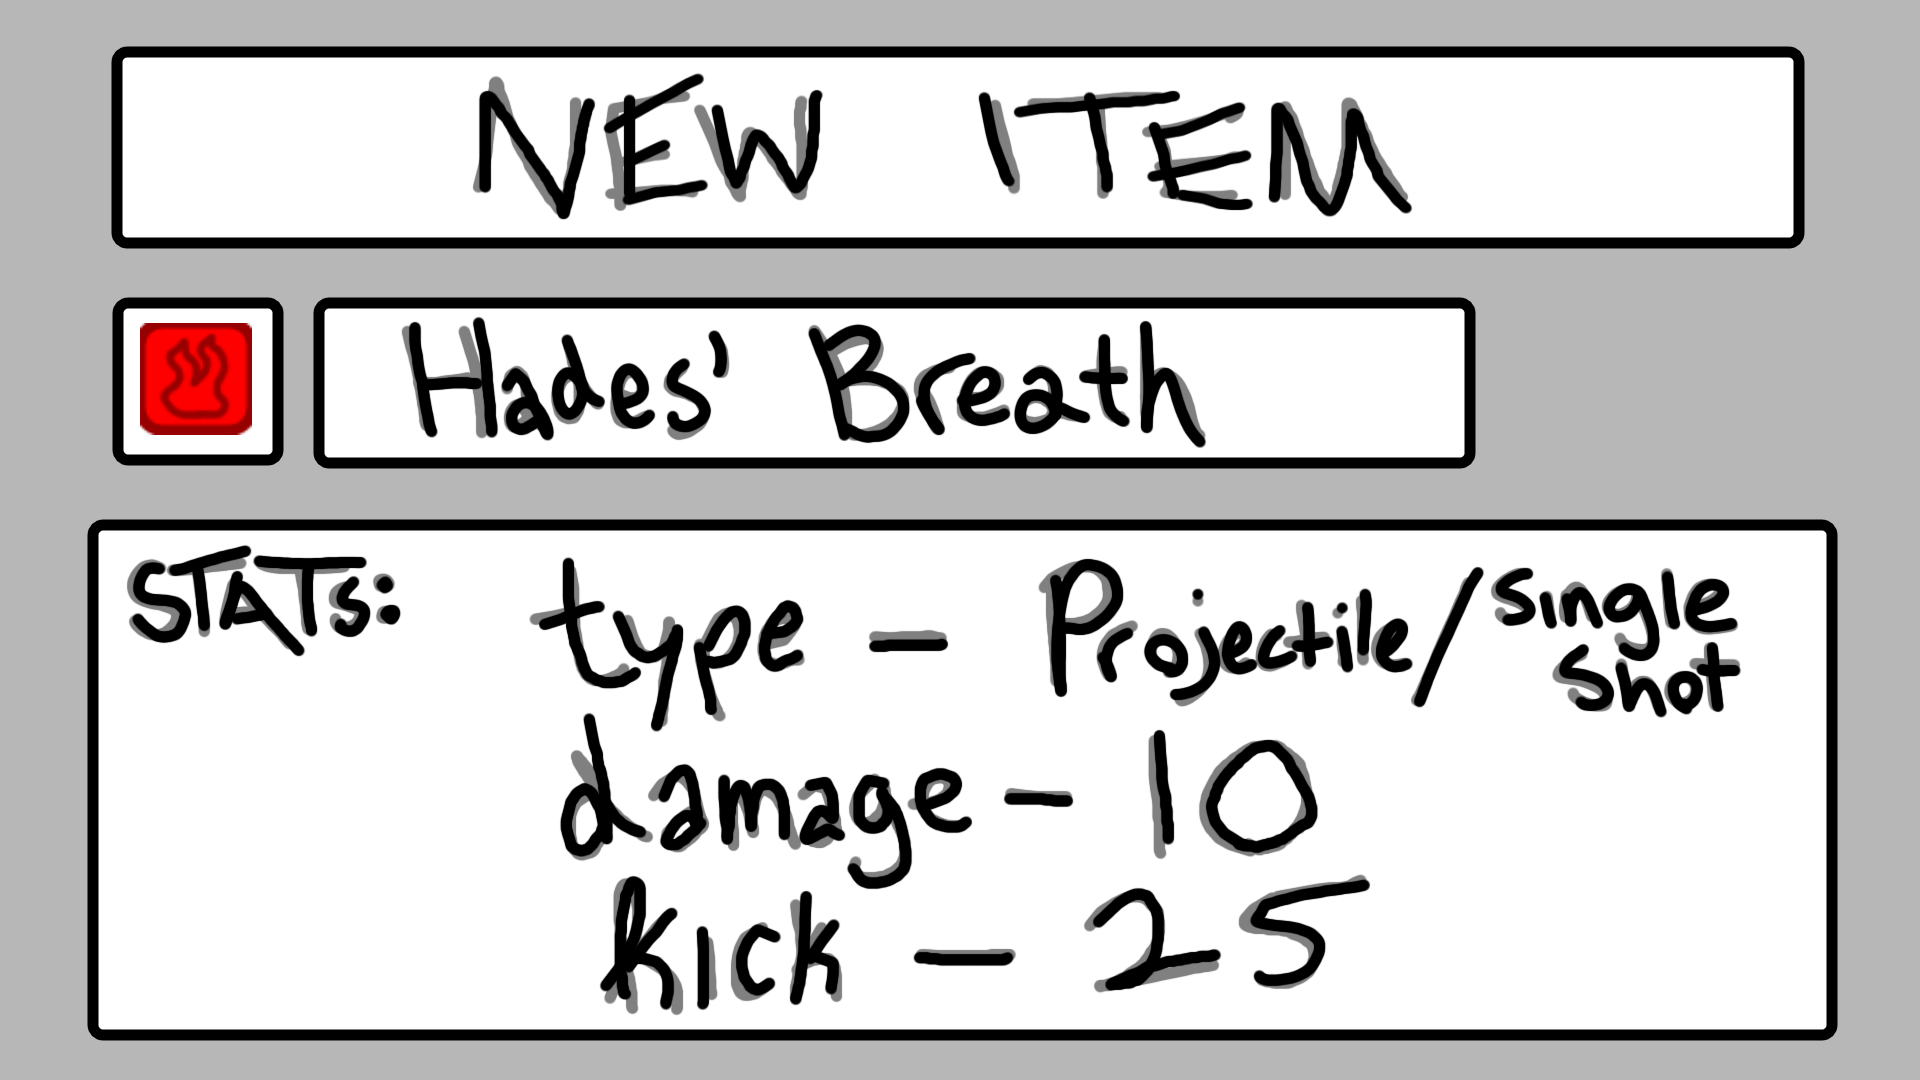 NEW ITEM
Hades' Breath
STATs: type - Projectile/Single Shot
damage - 10
kick - 25